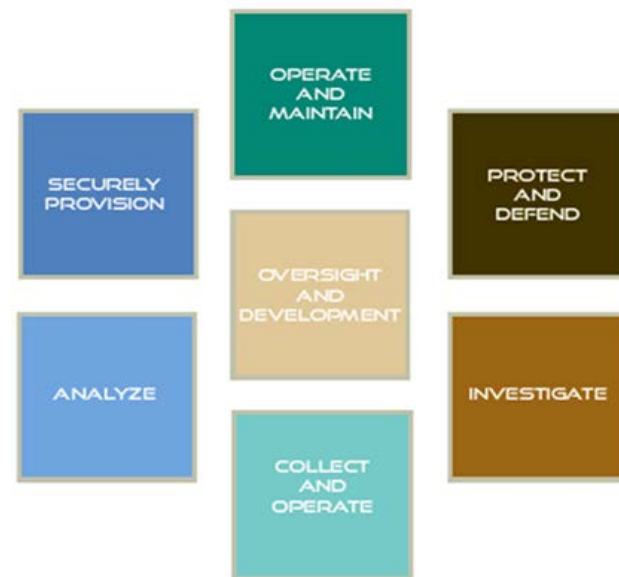 OPERATE
AND
MAINTAIN
SECURELY
PROVISION
PROTECT
AND
DEFEND
OVERSIGHT
AND
DEVELOPMENT
ANALYZE
INVESTIGATE
COLLECT
AND
OPERATE